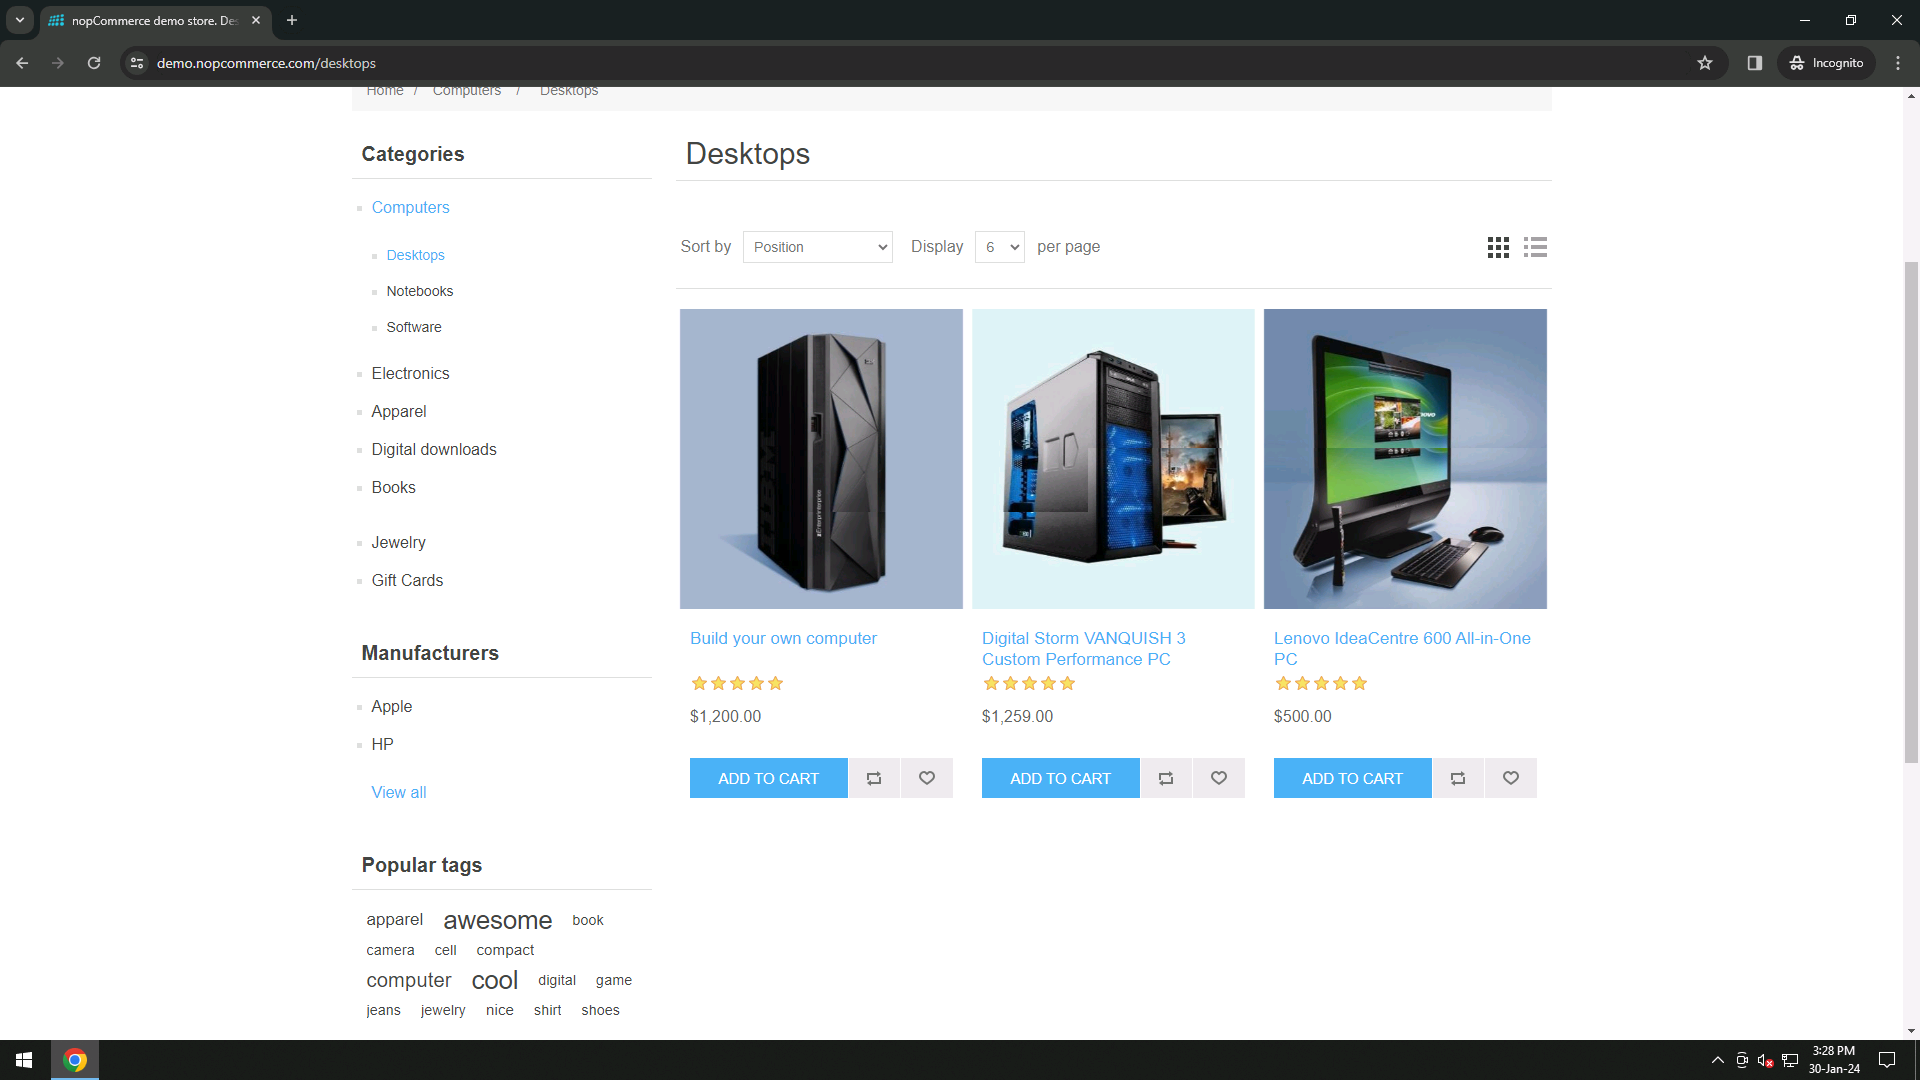 nopCommerce demo store. Des
demo.nopcommerce.com/desktops
Incognito
Home / Computers / Desktops
Categories
Computers
Desktops
Notebooks
Software
Electronics
Apparel
Digital downloads
Books
Jewelry
Gift Cards
Manufacturers
Apple
HP
View all
Popular tags
apparel awesome book
camera cell compact
computer cool digital game
jeans jewelry nice shirt shoes
Desktops
Sort by Position Display 6 per page
Build your own computer
$1,200.00
ADD TO CART
Digital Storm VANQUISH 3
Custom Performance PC
$1,259.00
ADD TO CART
Lenovo IdeaCentre 600 All-in-One
PC
$500.00
ADD TO CART
3:28 PM
30-Jan-24